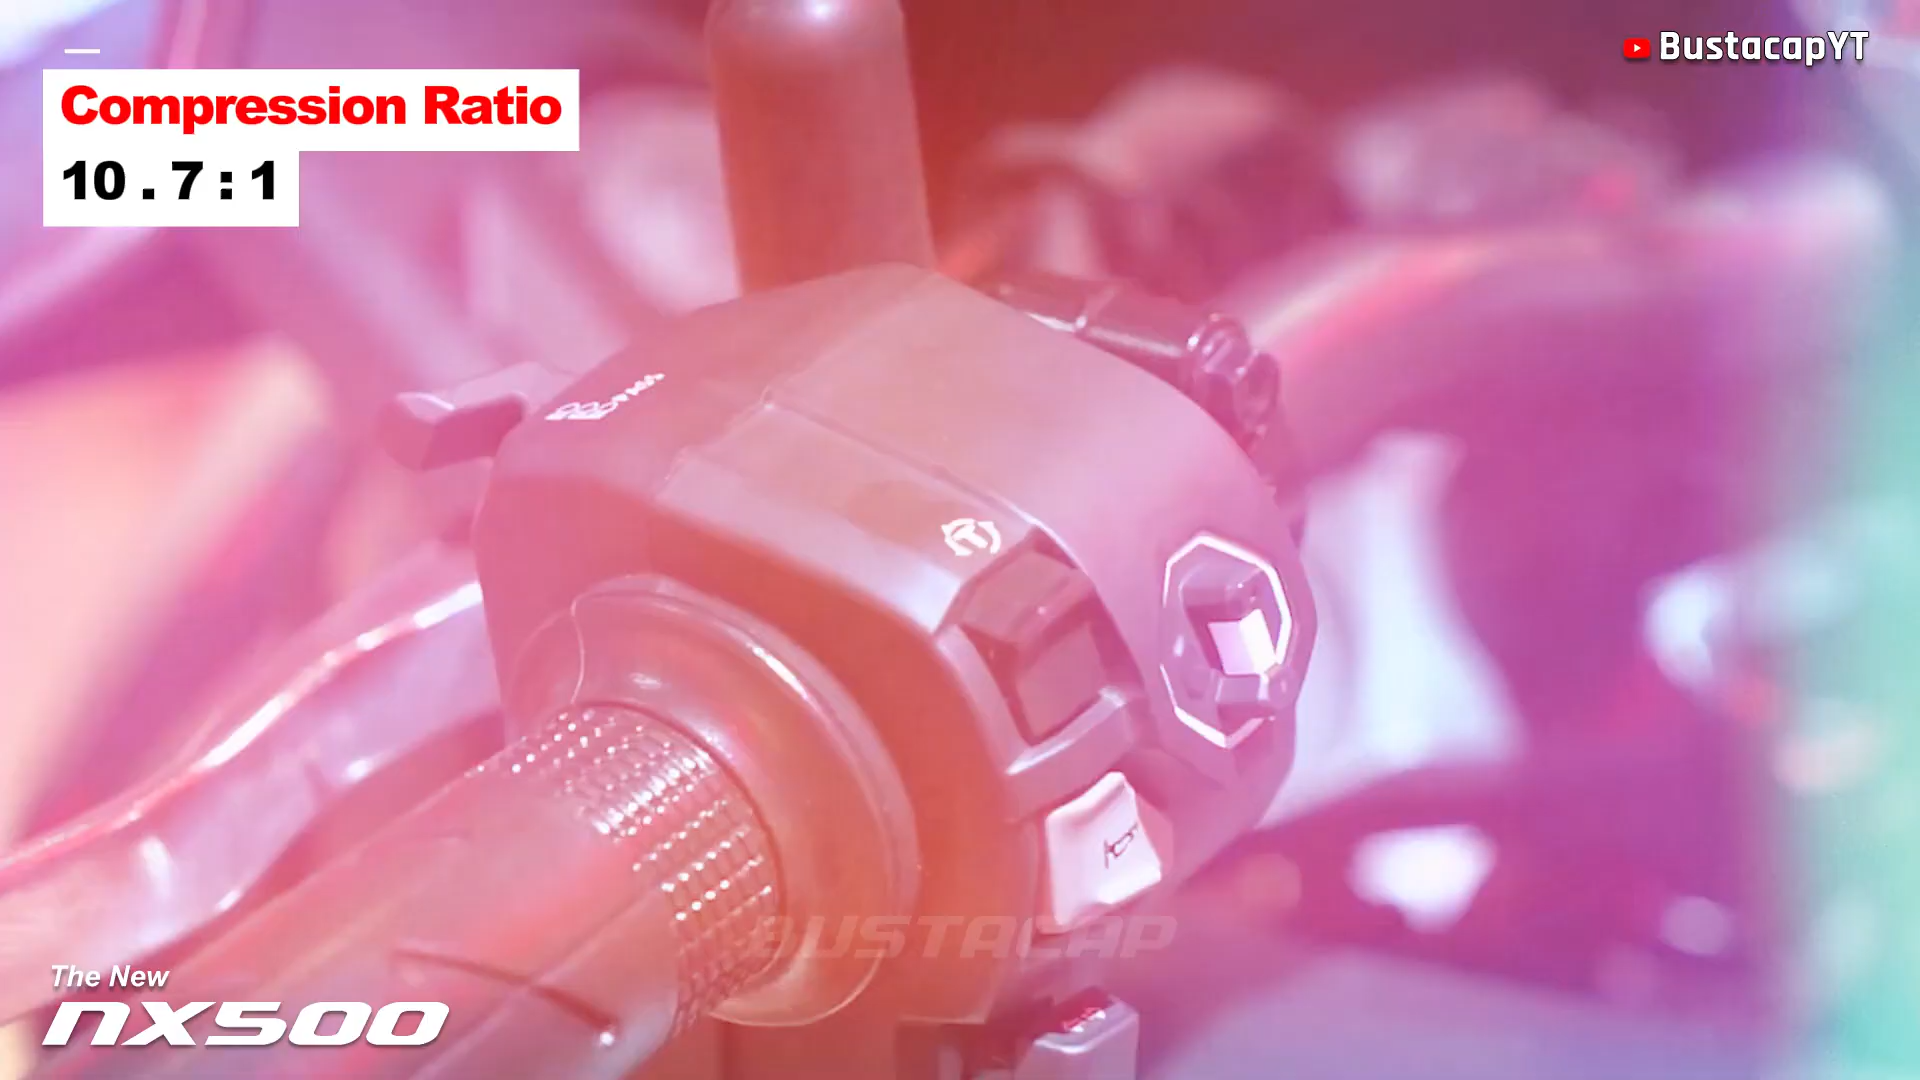 BustacapYT
Compression Ratio
10.7:1
BUSTACAP
The New
NX500